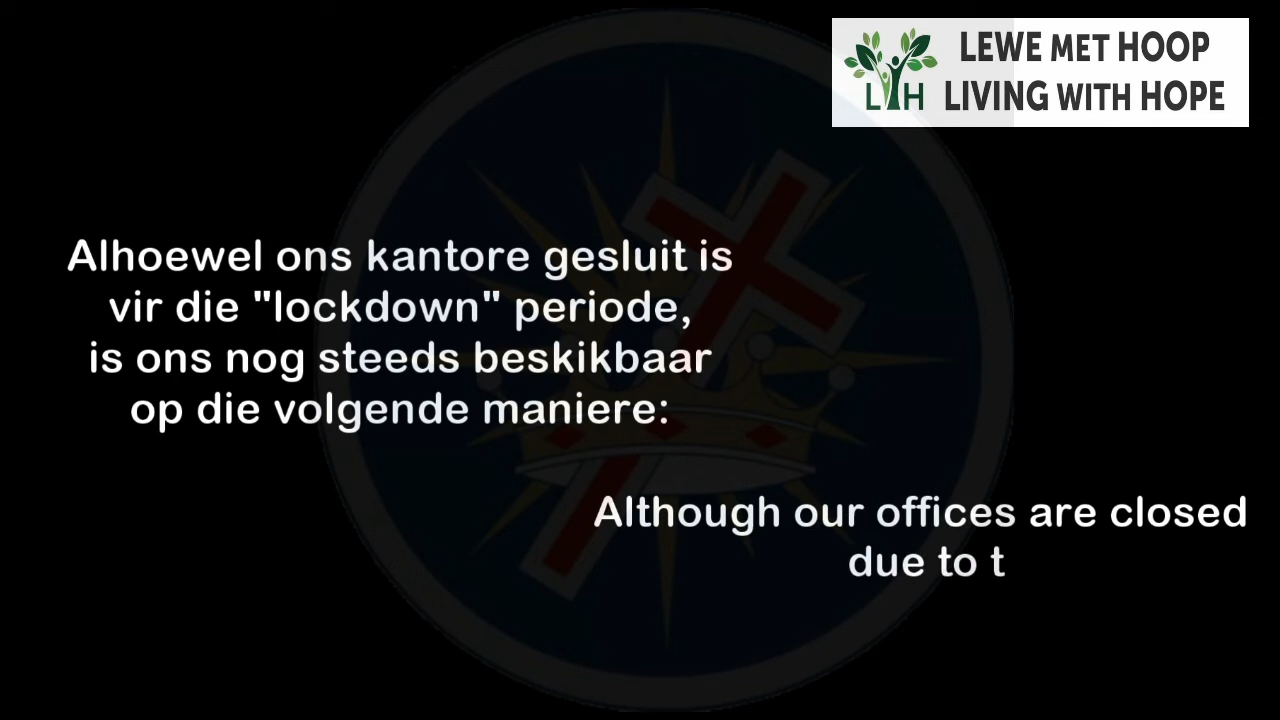 LEWE MET HOOP
LTH LIVING WITH HOPE
Alhoewel ons kantore gesluit is
vir die "lockdown" periode,
is ons nog steeds beskikbaar
op die volgende maniere:
Although our offices are closed
due to t